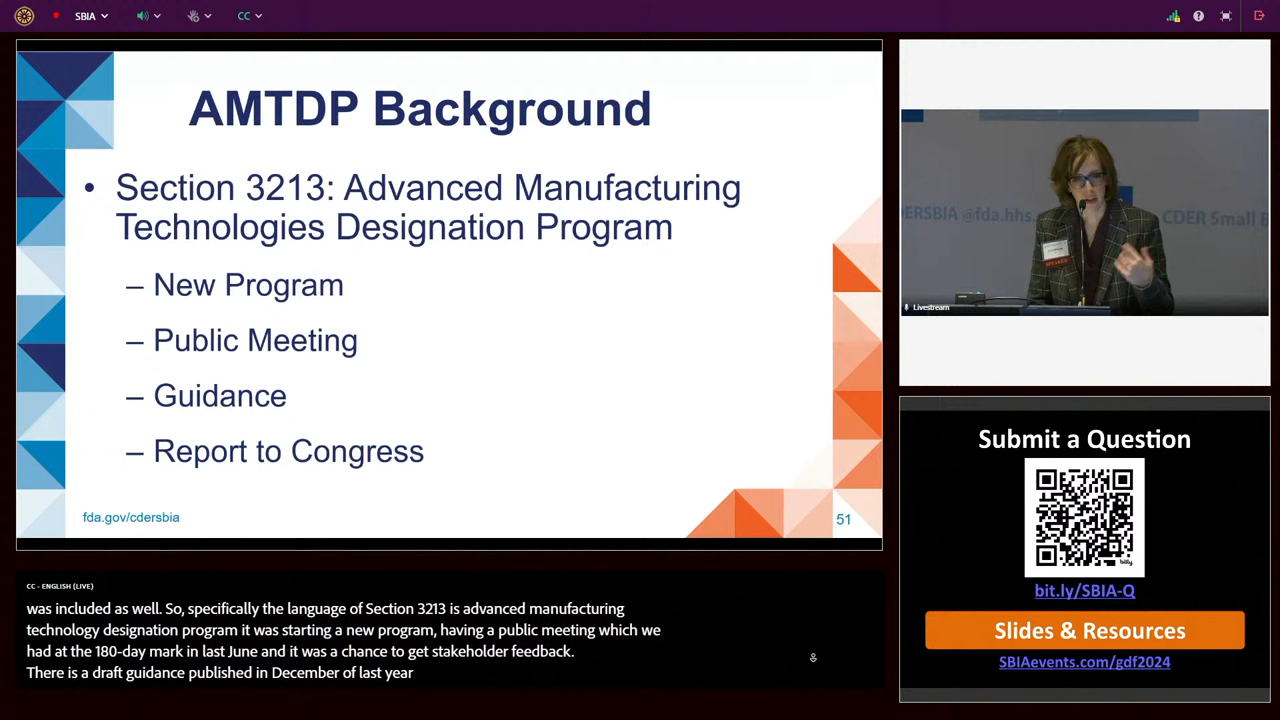 SBIA
CC
AMTDP Background
• Section 3213: Advanced Manufacturing
Technologies Designation Program
– New Program
– Public Meeting
– Guidance
– Report to Congress
fda.gov/cdersbia
51
CDERSBIA @fda.hhs.
CDER Small B
SPEAKER
Livestream
Submit a Question
bitly
bit.ly/SBIA-Q
Slides & Resources
SBIAevents.com/gdf2024
CC - ENGLISH (LIVE)
was included as well. So, specifically the language of Section 3213 is advanced manufacturing
technology designation program it was starting a new program, having a public meeting which we
had at the 180-day mark in last June and it was a chance to get stakeholder feedback.
There is a draft guidance published in December of last year